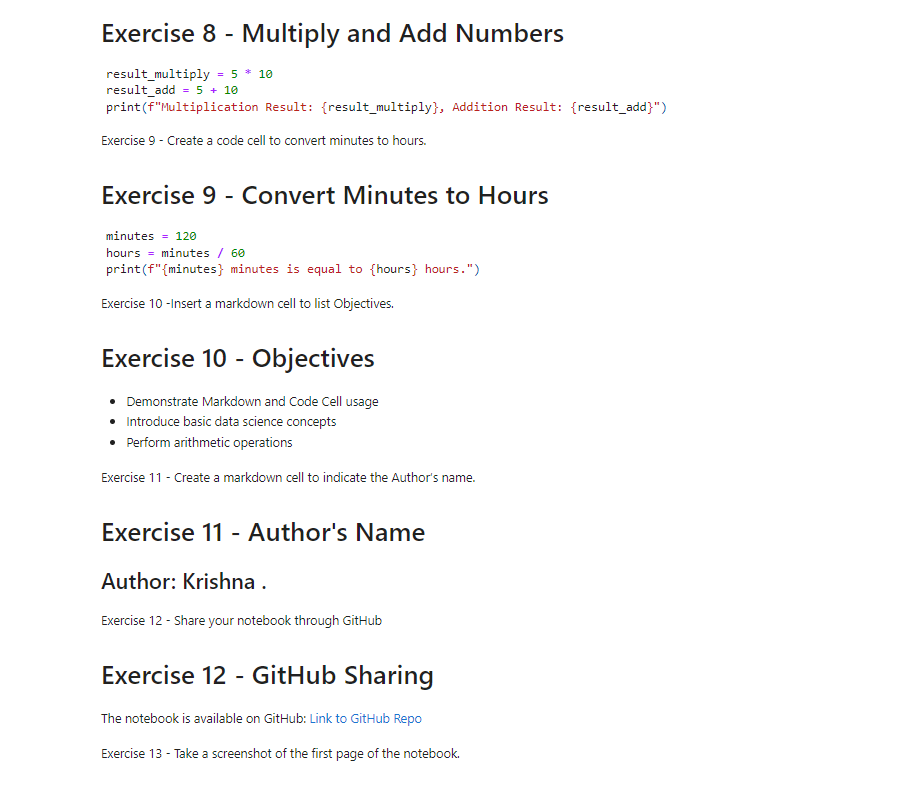 Exercise 8 - Multiply and Add Numbers
result_multiply = 5 * 10
result_add = 5 + 10
print(f"Multiplication Result: {result_multiply}, Addition Result: {result_add}")
Exercise 9 - Create a code cell to convert minutes to hours.
Exercise 9 - Convert Minutes to Hours
minutes = 120
hours = minutes / 60
print(f"{minutes} minutes is equal to {hours} hours.")
Exercise 10 -Insert a markdown cell to list Objectives.
Exercise 10 - Objectives
• Demonstrate Markdown and Code Cell usage
• Introduce basic data science concepts
• Perform arithmetic operations
Exercise 11 - Create a markdown cell to indicate the Author's name.
Exercise 11 - Author's Name
Author: Krishna .
Exercise 12 - Share your notebook through GitHub
Exercise 12 - GitHub Sharing
The notebook is available on GitHub: Link to GitHub Repo
Exercise 13 - Take a screenshot of the first page of the notebook.